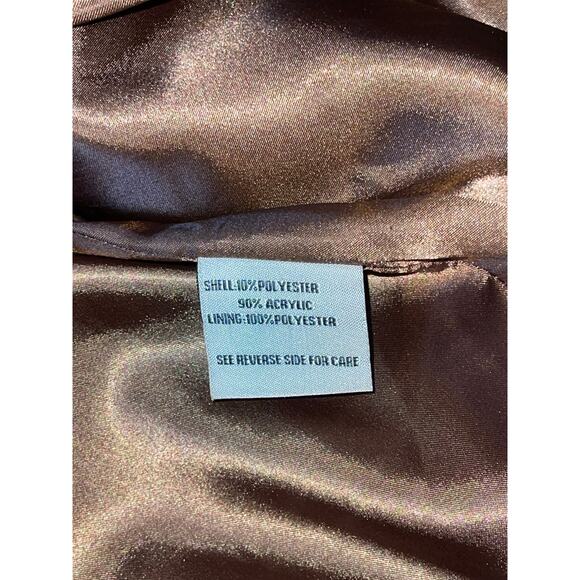 SHELL:10%POLYESTER
90% ACRYLIC
LINING:100%POLYESTER
SEE REVERSE SIDE FOR CARE